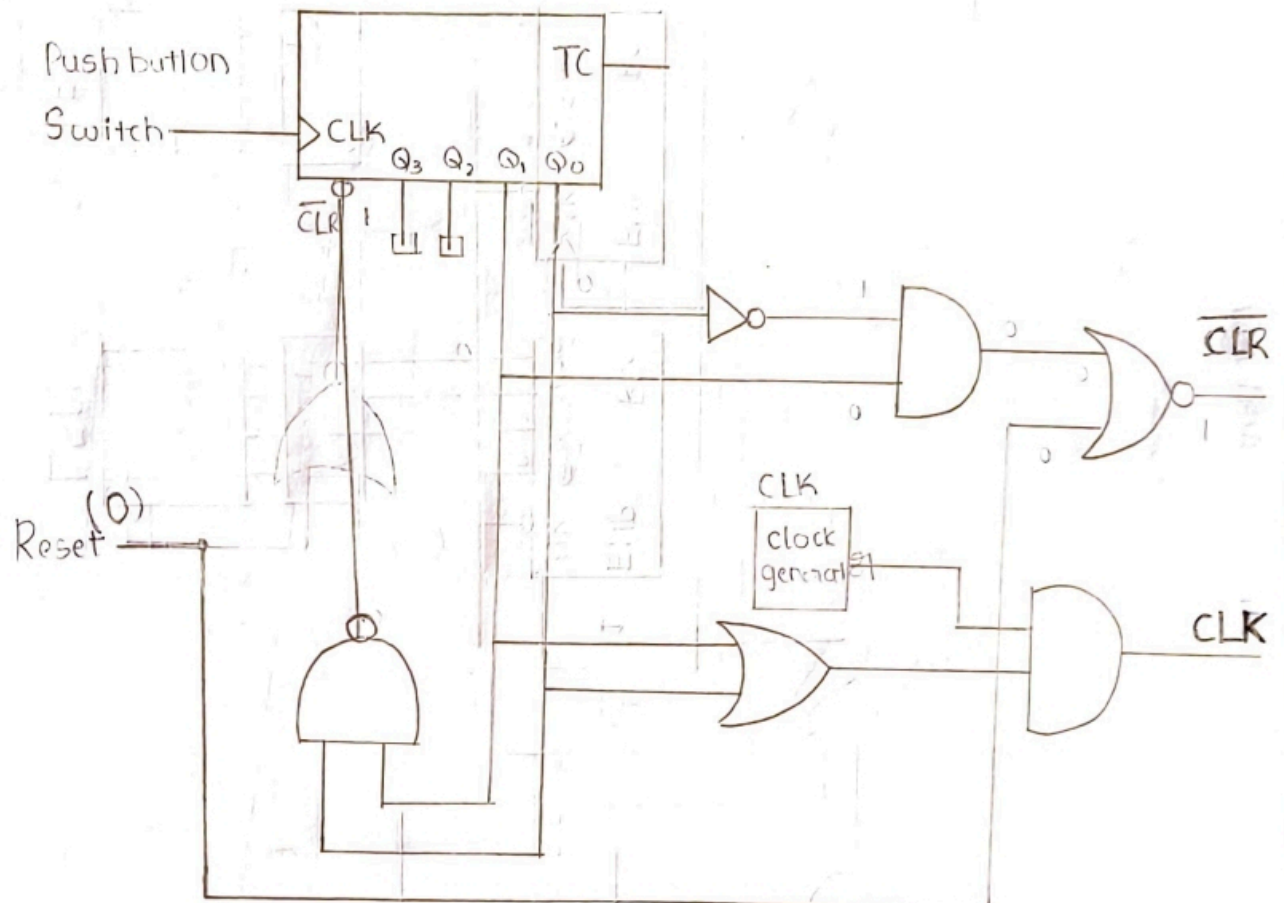 Push button
TC
Switch
CLK
Q3 Q2 Q1 Q0
CLR 1
0
1
0
CLR
0
0
0
1
CLK
(0)
Reset
clock
CLK